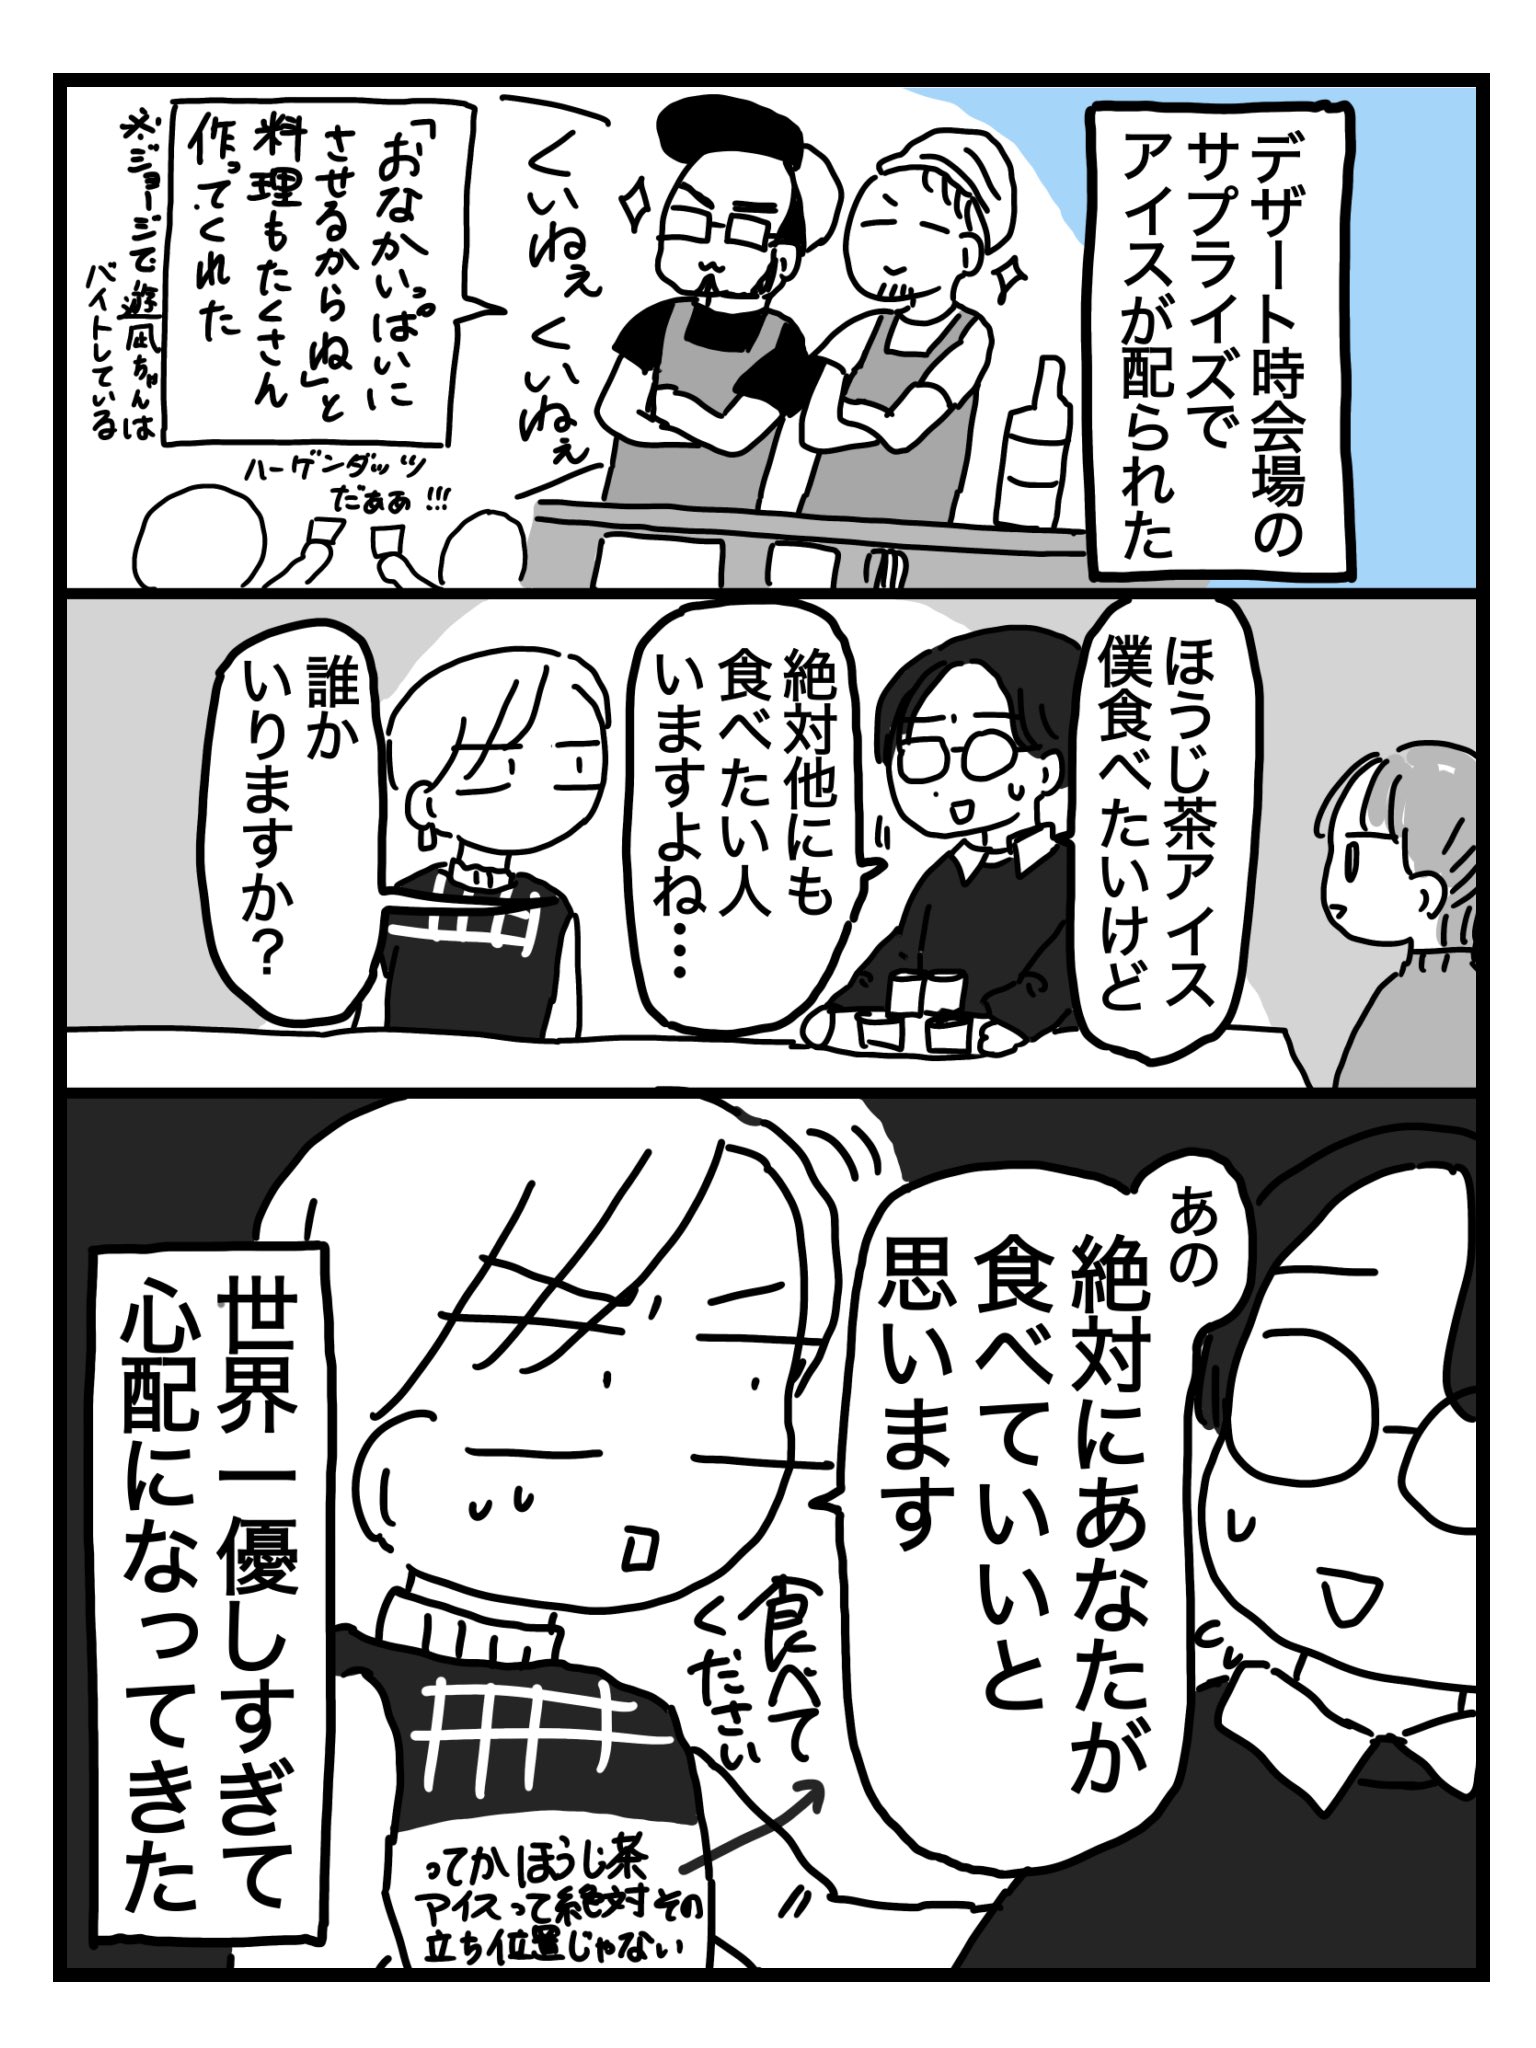 デザート時会場の
サプライズで
アイスが配られた
くいねぇ
くいねぇ
「おなかいっぱいに
させるからね」と
料理もたくさん
作ってくれた
※ジョージで遊凪ちゃんは
バイトしている
ハーゲンダッツ
だぁぁ!!!
ほうじ茶アイス
僕食べたいけど
絶対他にも
食べたい人
いますよね…
誰か
いりますか？
あの
絶対にあなたが
食べていいと
思います
食べて
ください
ってかほうじ茶
アイスって絶対その
立ち位置じゃない
世界一優しすぎて
心配になってきた